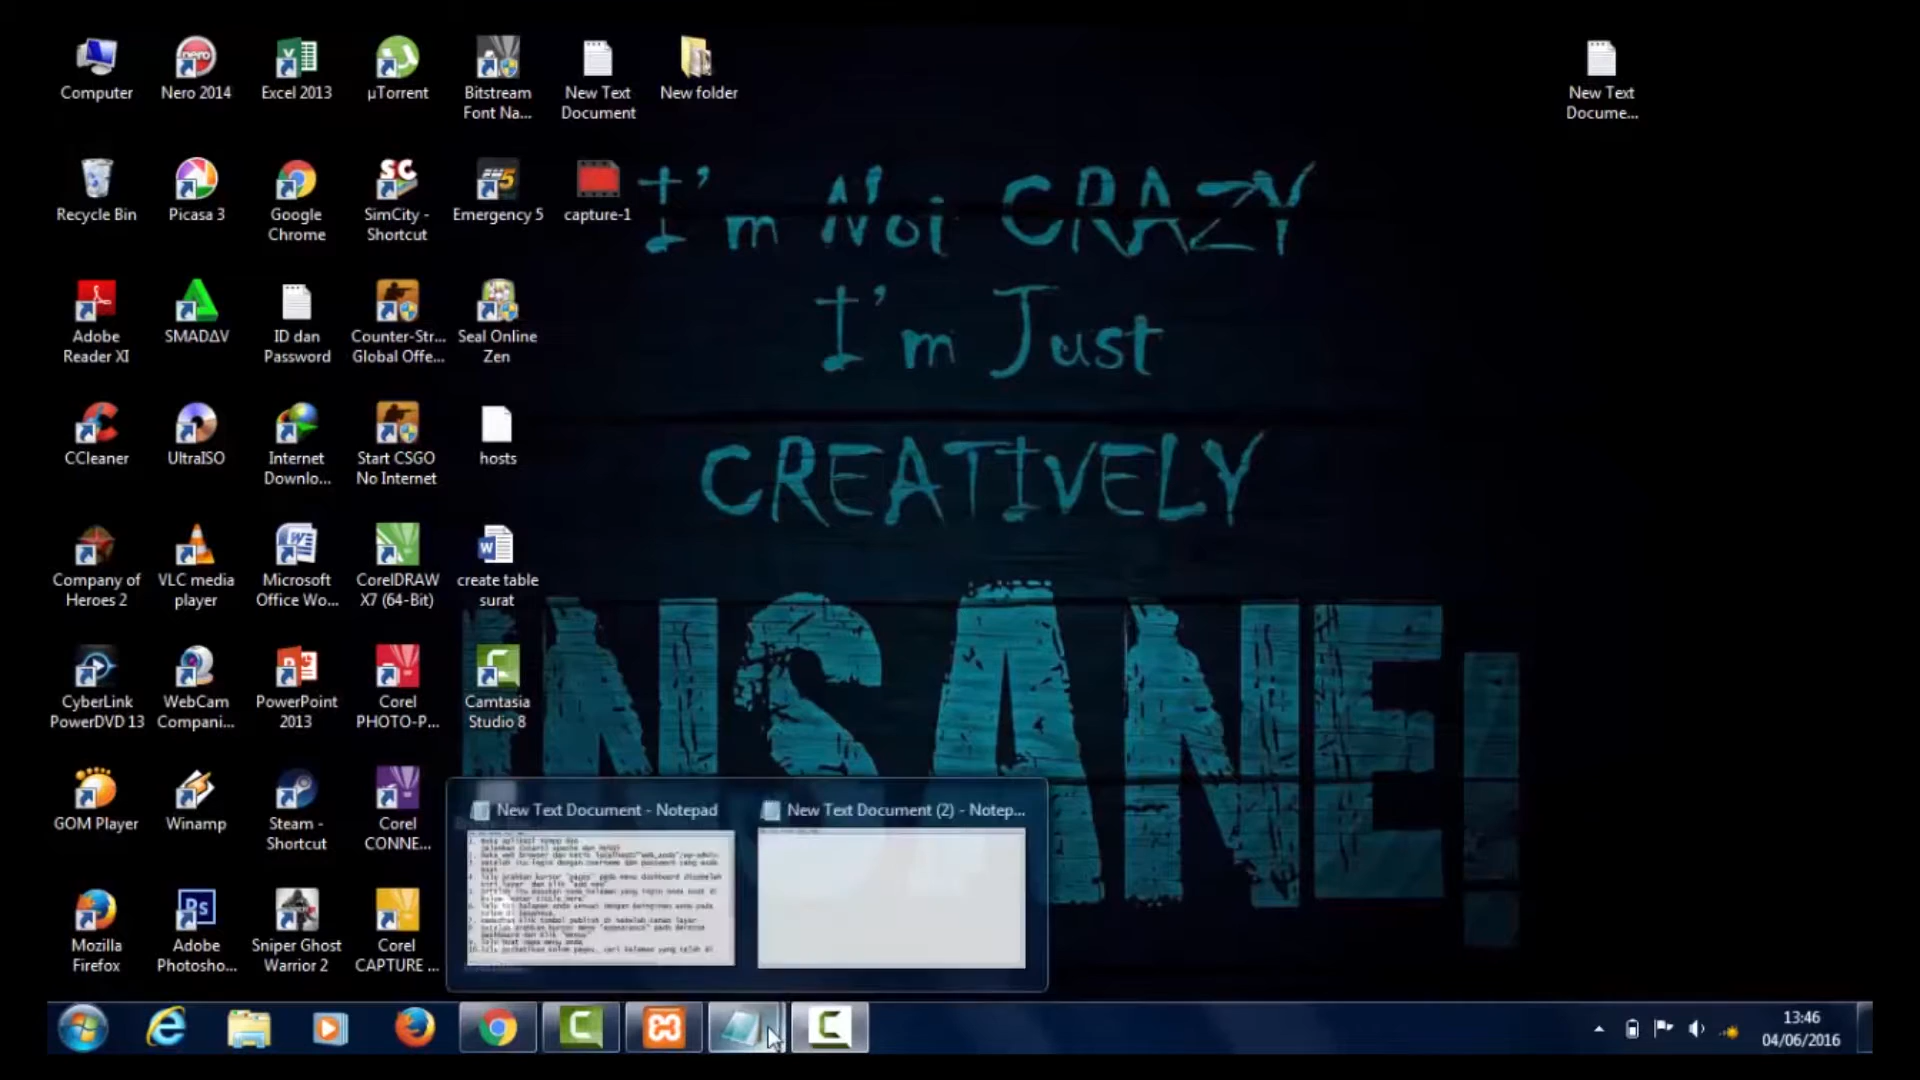 Computer
Nero 2014
Excel 2013
µTorrent
Bitstream
Font Na...
New Text
Document
New folder
New Text
Docume...
Recycle Bin
Picasa 3
Google
Chrome
SimCity -
Shortcut
Emergency 5
capture-1
I'm Not CRAZY
I'm Just
CREATIVELY
INSANE!
Adobe
Reader XI
SMADΔV
ID dan
Password
Counter-Str...
Global Offe...
Seal Online
Zen
CCleaner
UltraISO
Internet
Downlo...
Start CSGO
No Internet
hosts
Company of
Heroes 2
VLC media
player
Microsoft
Office Wo...
CorelDRAW
X7 (64-Bit)
create table
surat
CyberLink
PowerDVD 13
WebCam
Compani...
PowerPoint
2013
Corel
PHOTO-P...
Camtasia
Studio 8
GOM Player
Winamp
Steam -
Shortcut
Corel
CONNE...
New Text Document - Notepad
New Text Document (2) - Notep...
Mozilla
Firefox
Adobe
Photosho...
Sniper Ghost
Warrior 2
Corel
CAPTURE ...
13:46
04/06/2016